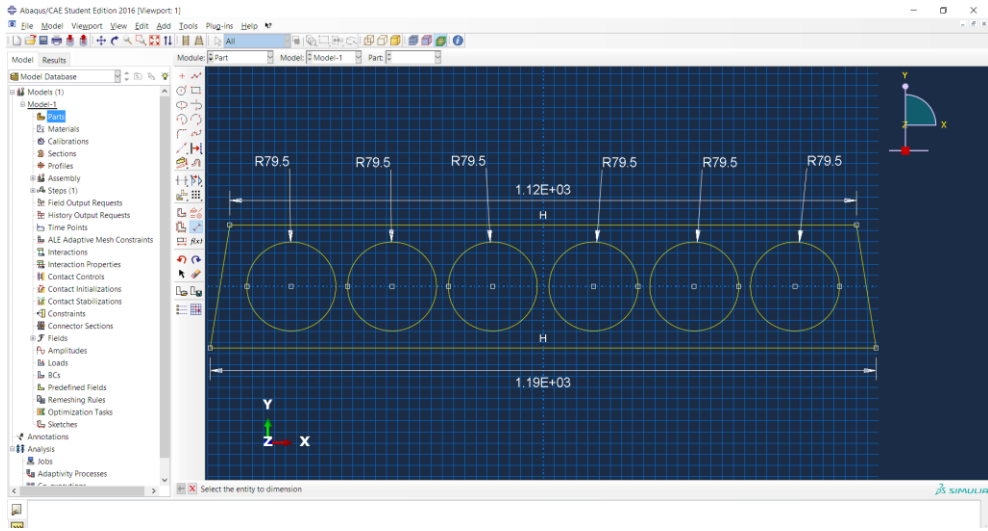 Abaqus/CAE Student Edition 2016 [Viewport: 1]
File Model Viewport View Edit Add Tools Plug-ins Help
All
Model Results
Module: Part Model: Model-1 Part:
Model Database
Models (1)
Model-1
Parts
Materials
Calibrations
Sections
Profiles
Assembly
Steps (1)
Field Output Requests
History Output Requests
Time Points
ALE Adaptive Mesh Constraints
Interactions
Interaction Properties
Contact Controls
Contact Initializations
Contact Stabilizations
Constraints
Connector Sections
Fields
Amplitudes
Loads
BCs
Predefined Fields
Remeshing Rules
Optimization Tasks
Sketches
Annotations
Analysis
Jobs
Adaptivity Processes
f(x)
Y
Z X
R79.5 R79.5 R79.5 R79.5 R79.5 R79.5
1.12E+03
H
H
1.19E+03
Y
Z X
Select the entity to dimension
SIMULIA